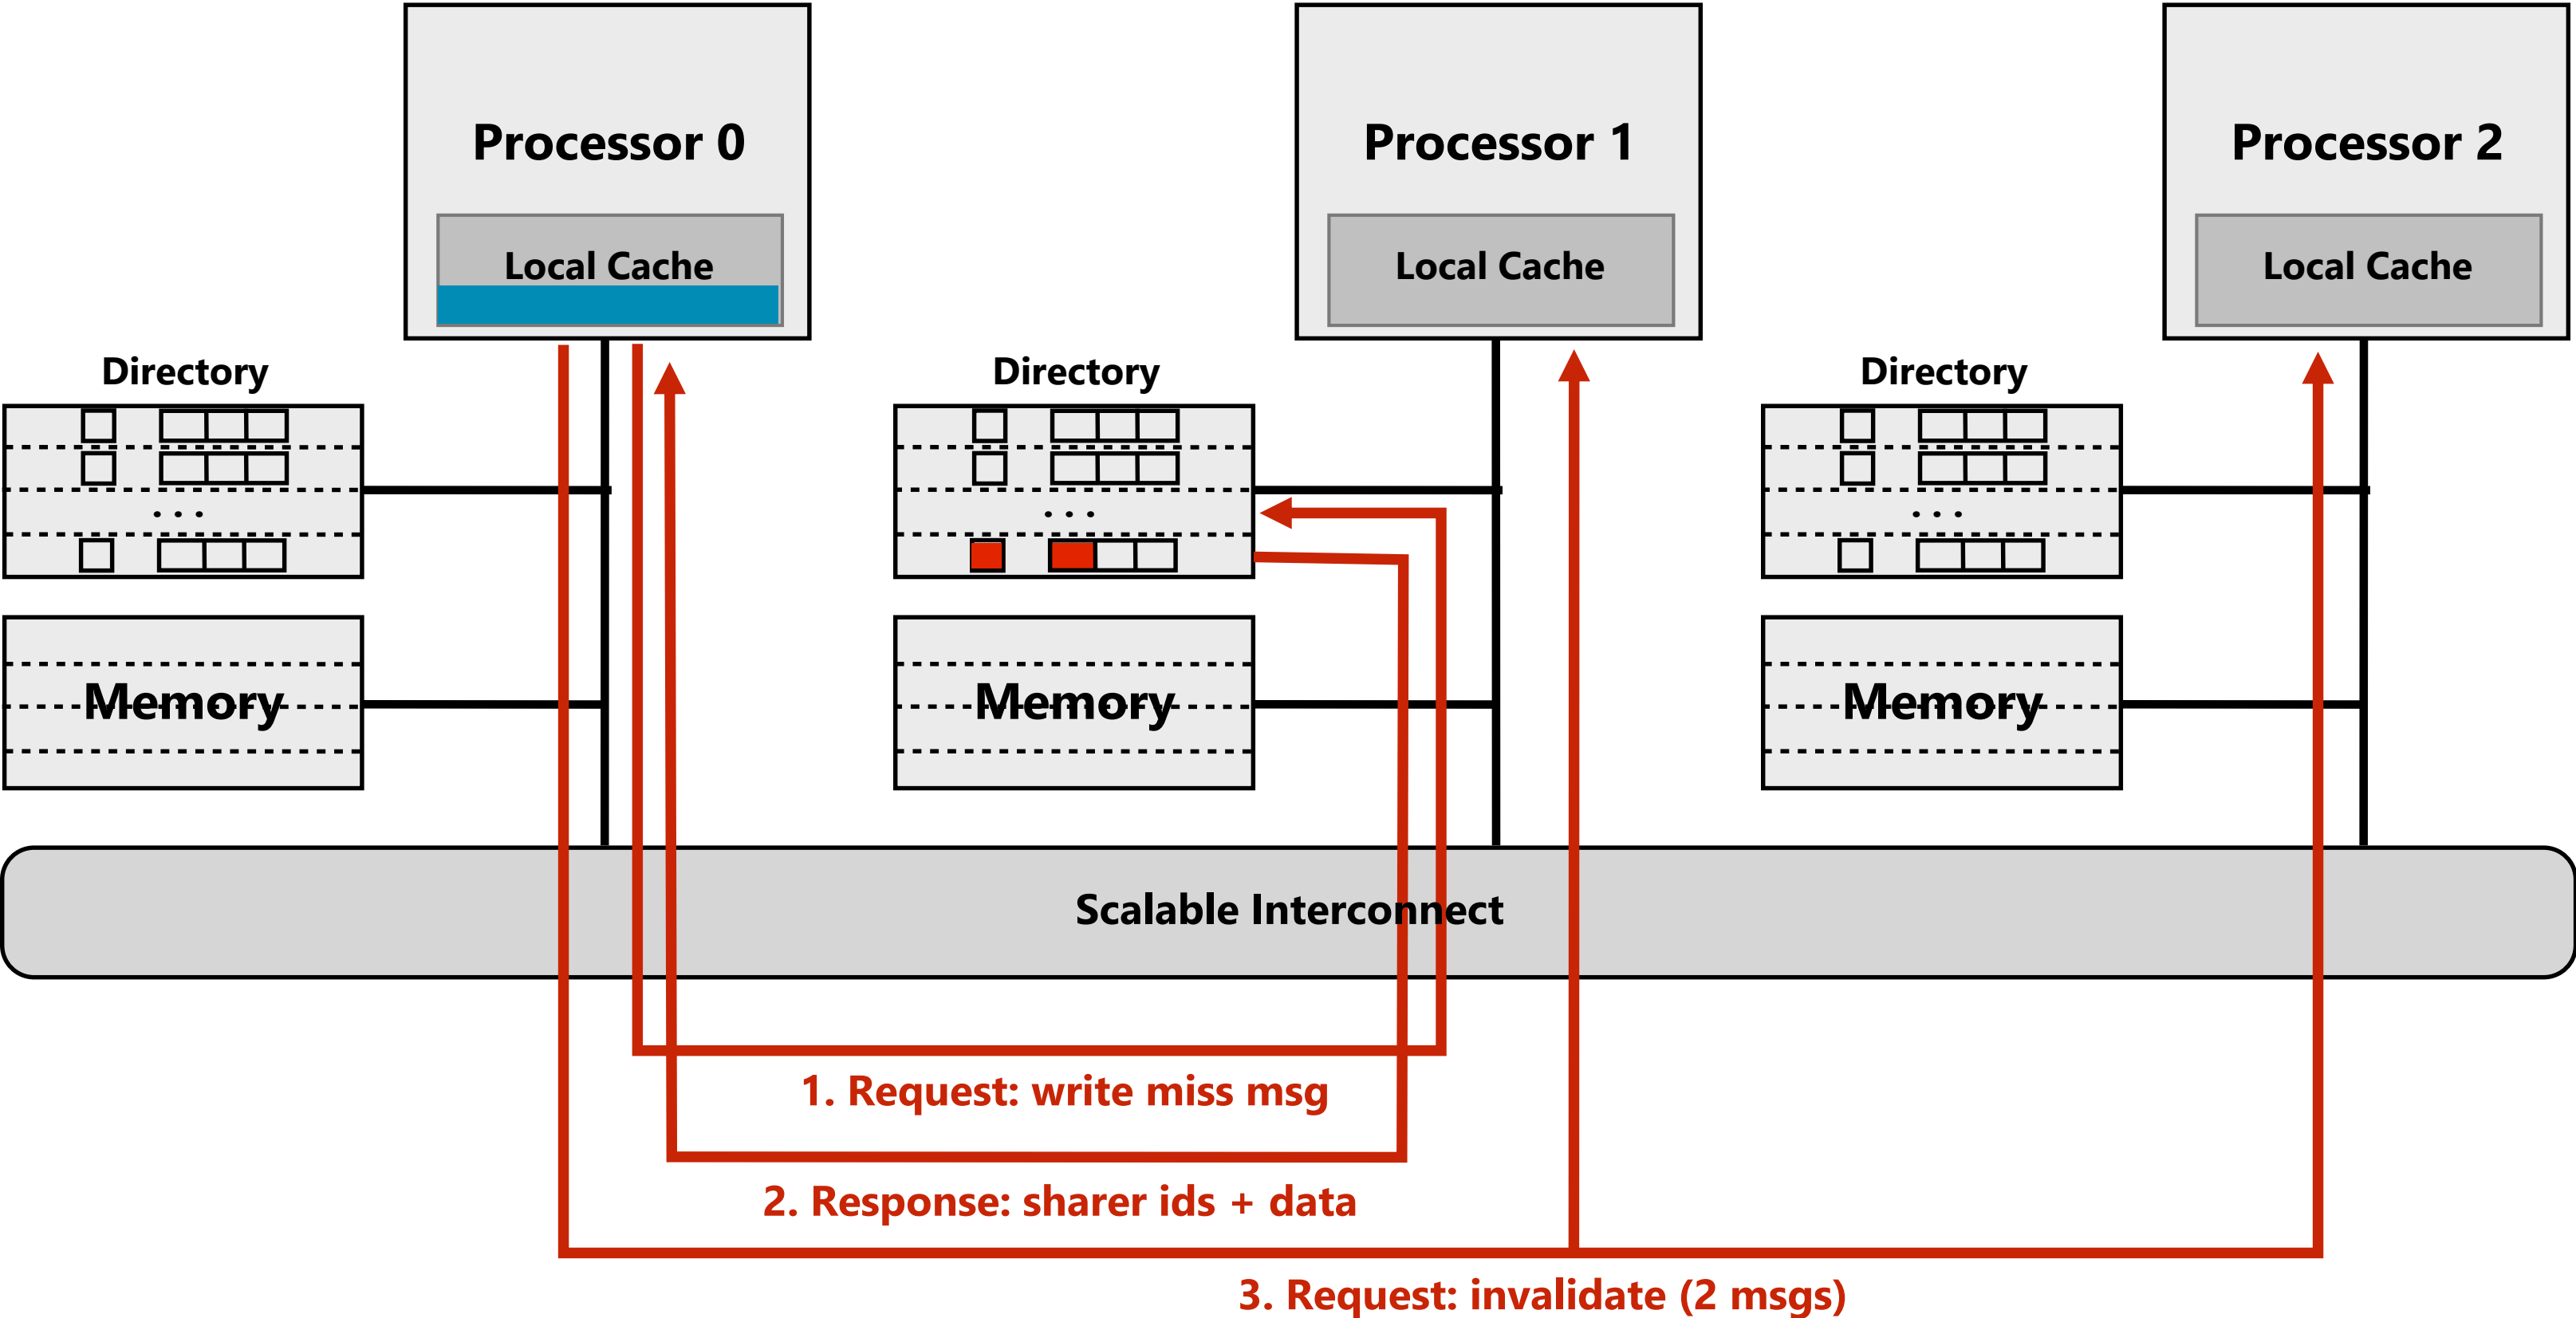 Processor 0
Processor 1
Processor 2
Local Cache
Local Cache
Local Cache
Directory
Directory
Directory
. . .
. . .
. . .
Memory
Memory
Memory
Scalable Interconnect
1. Request: write miss msg
2. Response: sharer ids + data
3. Request: invalidate (2 msgs)